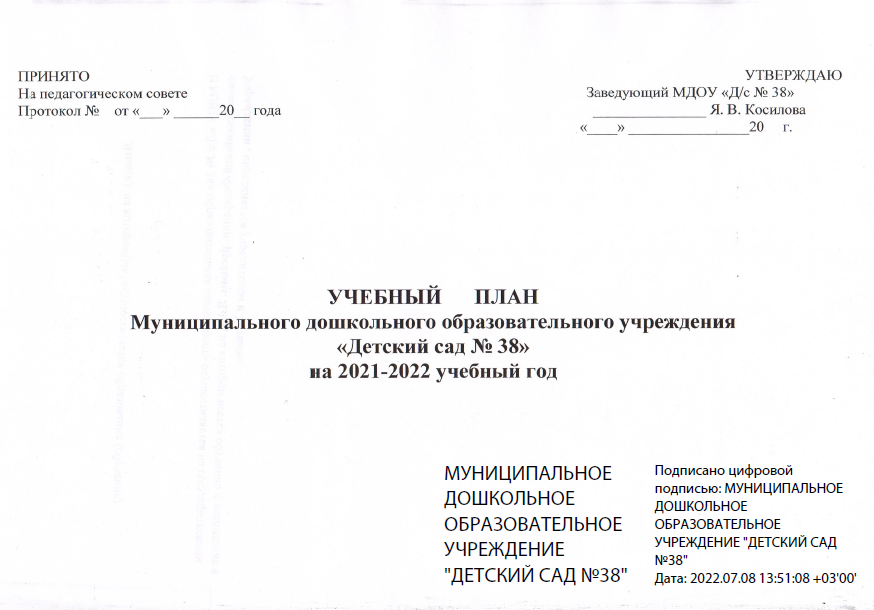 ПРИНЯТО
На педагогическом совете
Протокол № от «___» ______20__ года
УТВЕРЖДАЮ
Заведующий МДОУ «Д/с № 38»
_______________ Я. В. Косилова
«____» ________________20 г.
УЧЕБНЫЙ ПЛАН
Муниципального дошкольного образовательного учреждения
«Детский сад № 38»
на 2021-2022 учебный год
МУНИЦИПАЛЬНОЕ
ДОШКОЛЬНОЕ
ОБРАЗОВАТЕЛЬНОЕ
УЧРЕЖДЕНИЕ
"ДЕТСКИЙ САД №38"
Подписано цифровой
подписью: МУНИЦИПАЛЬНОЕ
ДОШКОЛЬНОЕ
ОБРАЗОВАТЕЛЬНОЕ
УЧРЕЖДЕНИЕ "ДЕТСКИЙ САД
№38"
Дата: 2022.07.08 13:51:08 +03'00'